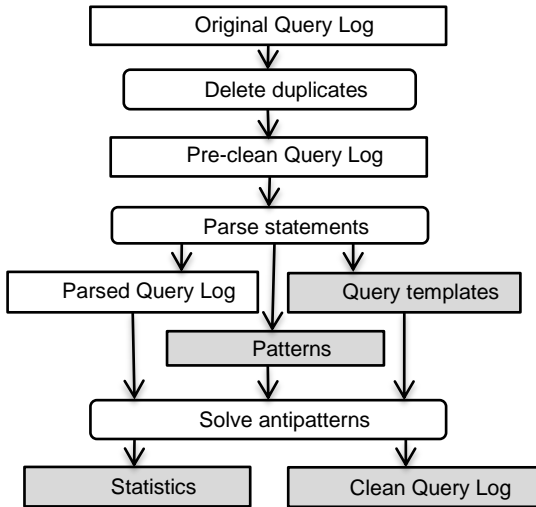 Original Query Log
Delete duplicates
Pre-clean Query Log
Parse statements
Parsed Query Log
Query templates
Patterns
Solve antipatterns
Statistics
Clean Query Log